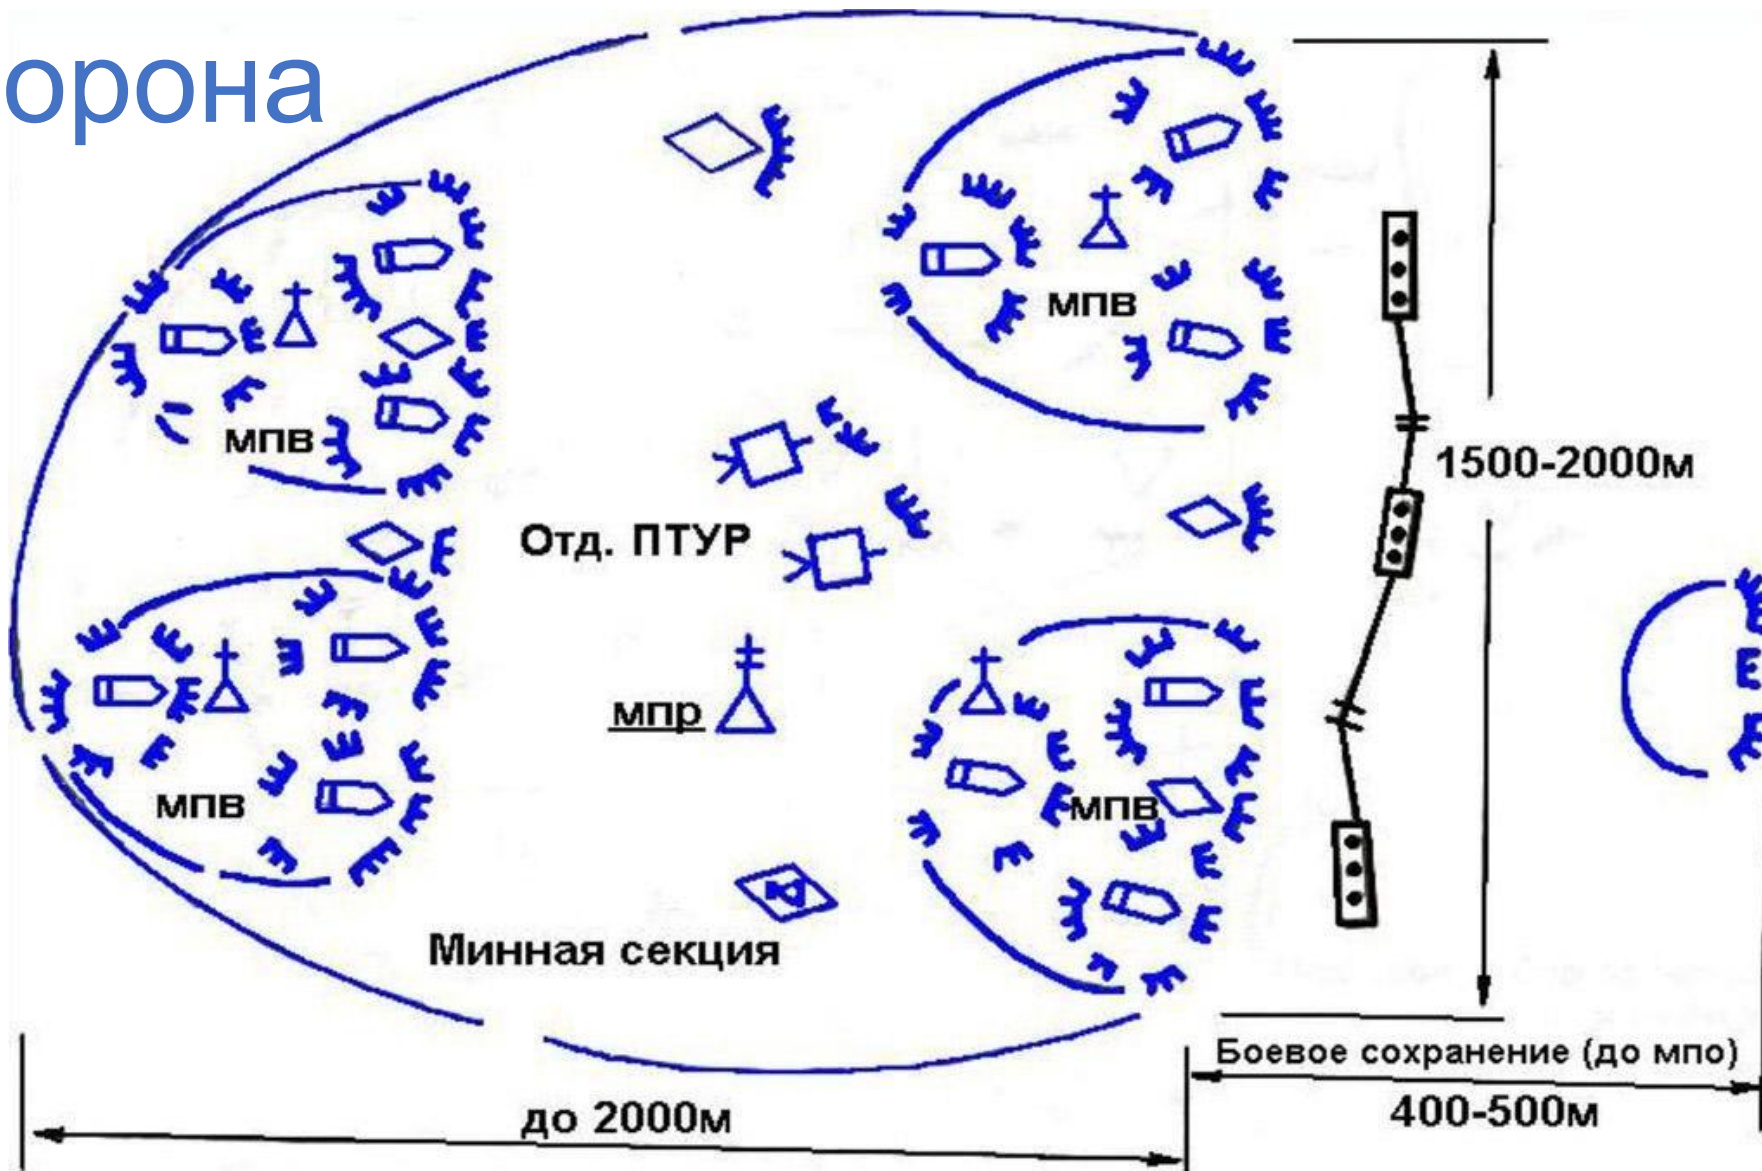 орона
мпв
1500-2000м
мпв
Отд. ПТУР
мпр
мпв
мпв
Минная секция
Боевое сохранение (до мпо)
до 2000м
400-500м